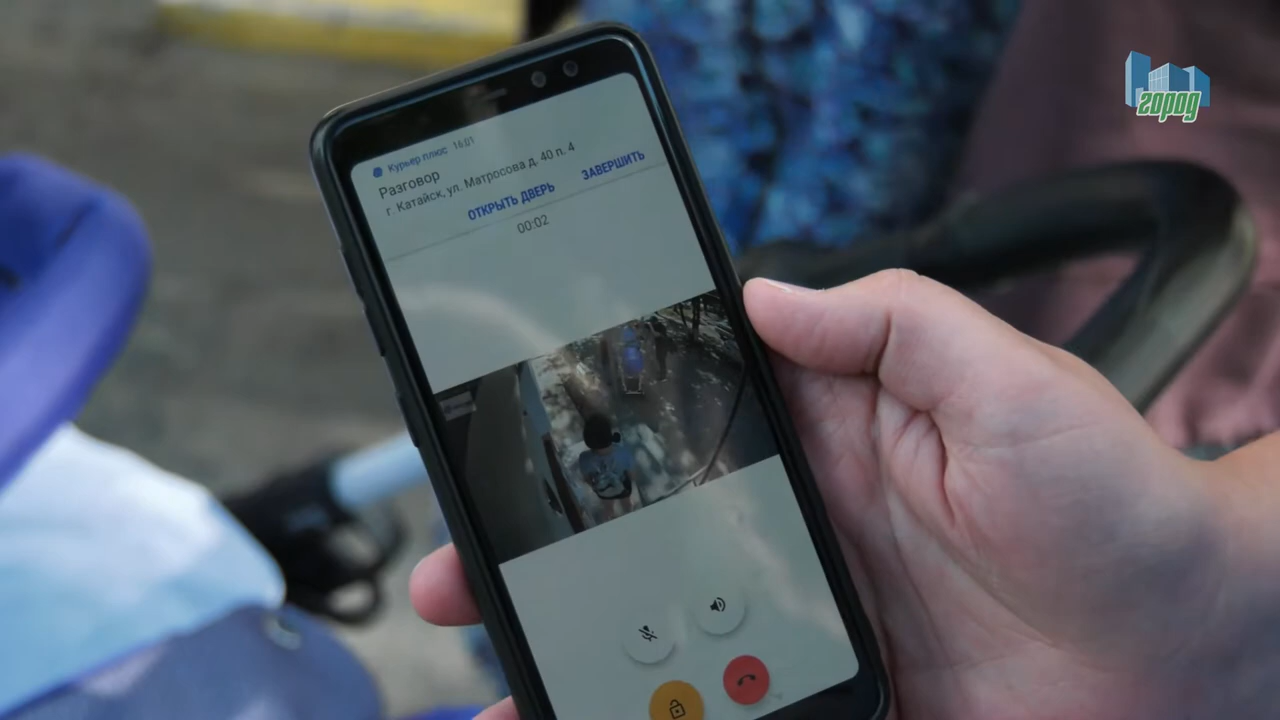 Курьер плюс 16:01
Разговор
г. Катайск, ул. Матросова д. 40 п. 4
ОТКРЫТЬ ДВЕРЬ ЗАВЕРШИТЬ
00:02
город